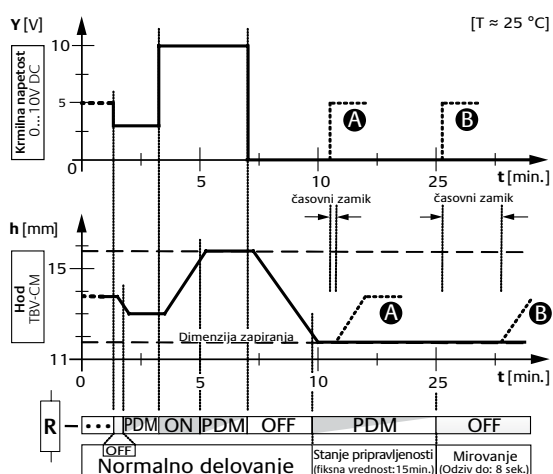 Y [V]
[T ≈ 25 °C]
Krmilna napetost
0...10V DC
10
5
0
A
B
0
5
10
25
t [min.]
časovni zamik
časovni zamik
h [mm]
Hod
TBV-CM
15
11
Dimenzija zapiranja
A
B
0
5
10
25
t [min.]
R
PDM
ON
PDM
OFF
PDM
OFF
OFF
Normalno delovanje
Stanje pripravljenosti
(fiksna vrednost:15min.)
Mirovanje
(Odziv do: 8 sek.)